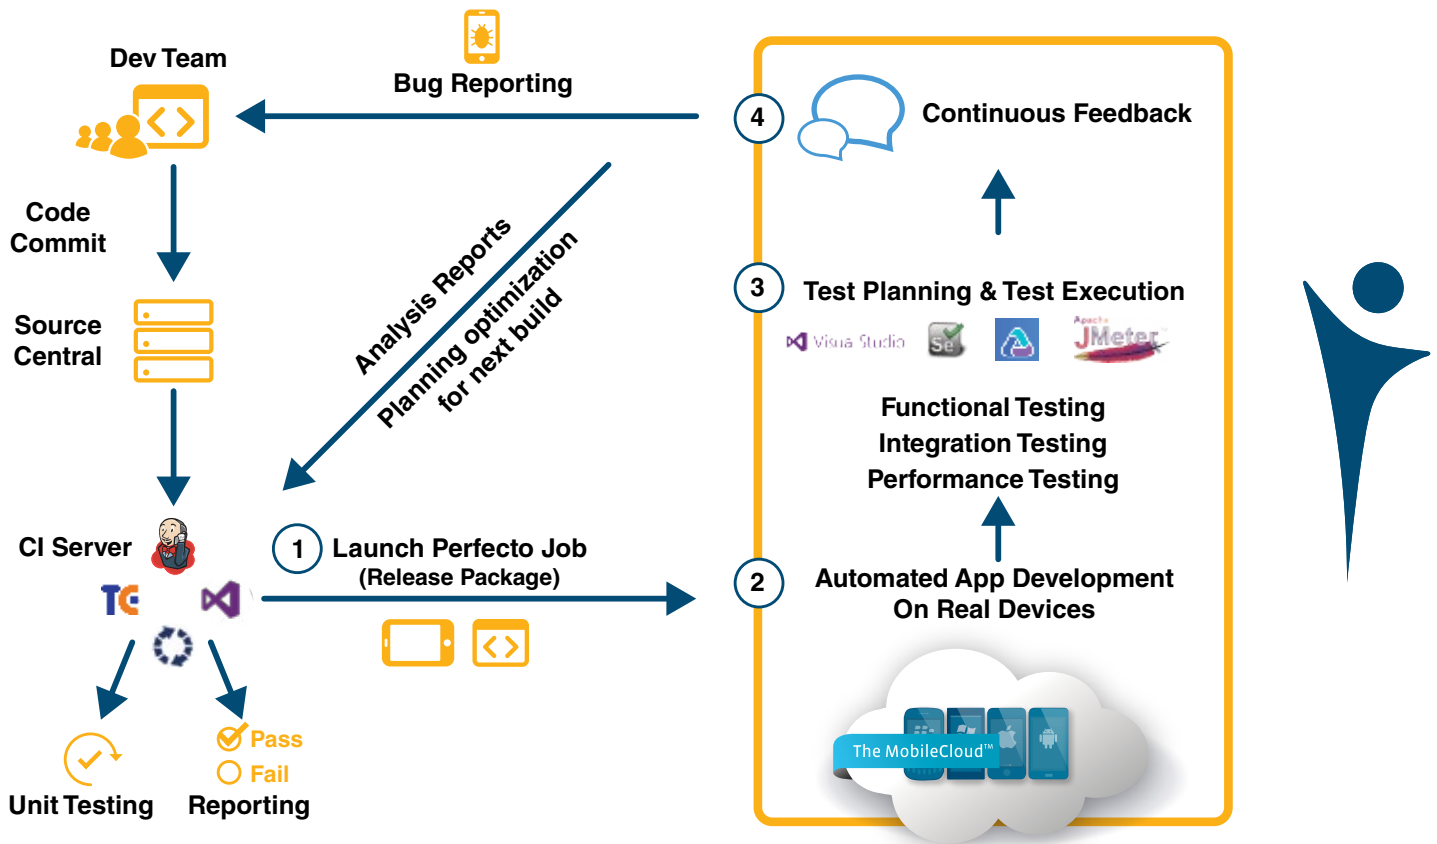 Dev Team
Bug Reporting
Code
Commit
Source
Central
CI Server
TC
Unit Testing
Pass
Fail
Reporting
Analysis Reports
Planning optimization
for next build
1
Launch Perfecto Job
(Release Package)
4
Continuous Feedback
3
Test Planning & Test Execution
Visual Studio
Se
Apache
JMeter
Functional Testing
Integration Testing
Performance Testing
2
Automated App Development
On Real Devices
The MobileCloud™